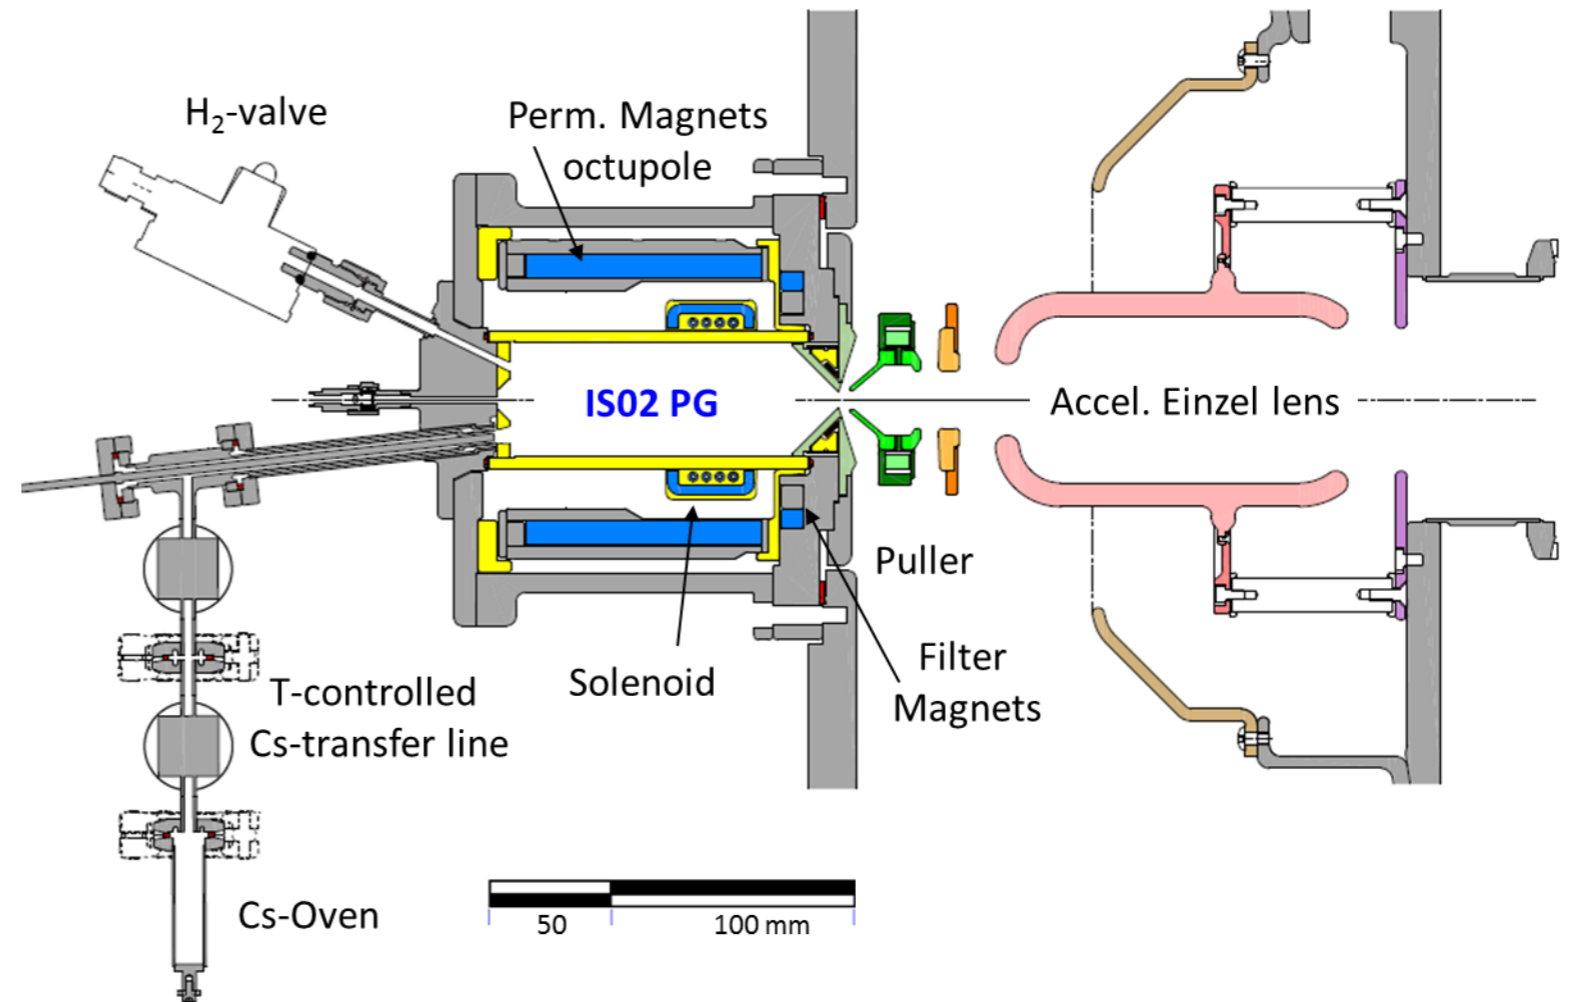 H₂-valve
Perm. Magnets
octupole
IS02 PG
Accel. Einzel lens
Puller
Filter
Magnets
Solenoid
T-controlled
Cs-transfer line
Cs-Oven
50
100 mm